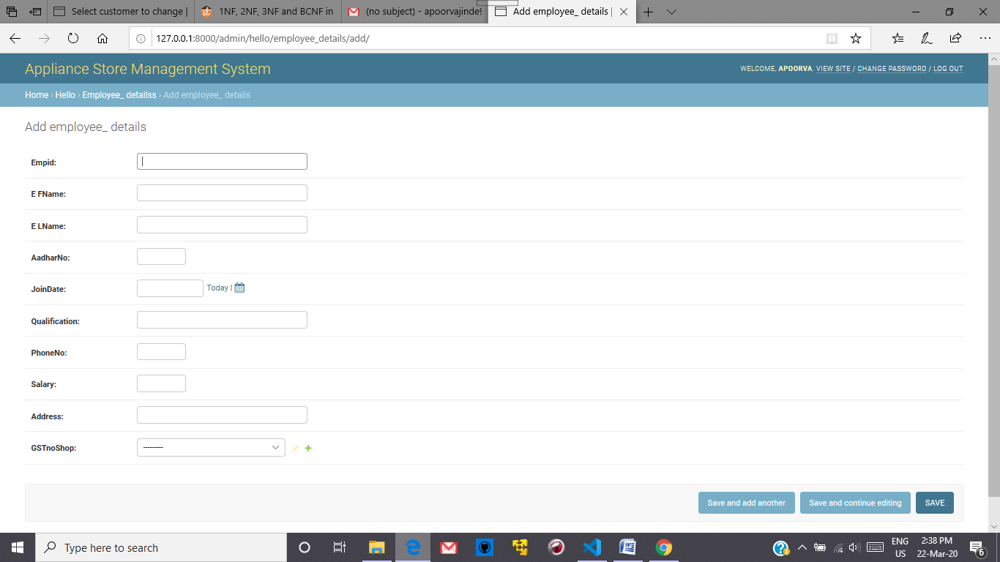 Select customer to change |
1NF, 2NF, 3NF and BCNF in
(no subject) - apoorvajinde9
Add employee_ details |
127.0.0.1:8000/admin/hello/employee_details/add/
Appliance Store Management System
WELCOME, APOORVA. VIEW SITE / CHANGE PASSWORD / LOG OUT
Home › Hello › Employee_ detailss › Add employee_ details
Add employee_ details
Empid:
E FName:
E LName:
AadharNo:
JoinDate:
Today |
Qualification:
PhoneNo:
Salary:
Address:
GSTnoShop:
---------
Save and add another
Save and continue editing
SAVE
Type here to search
ENG
US
2:38 PM
22-Mar-20
6